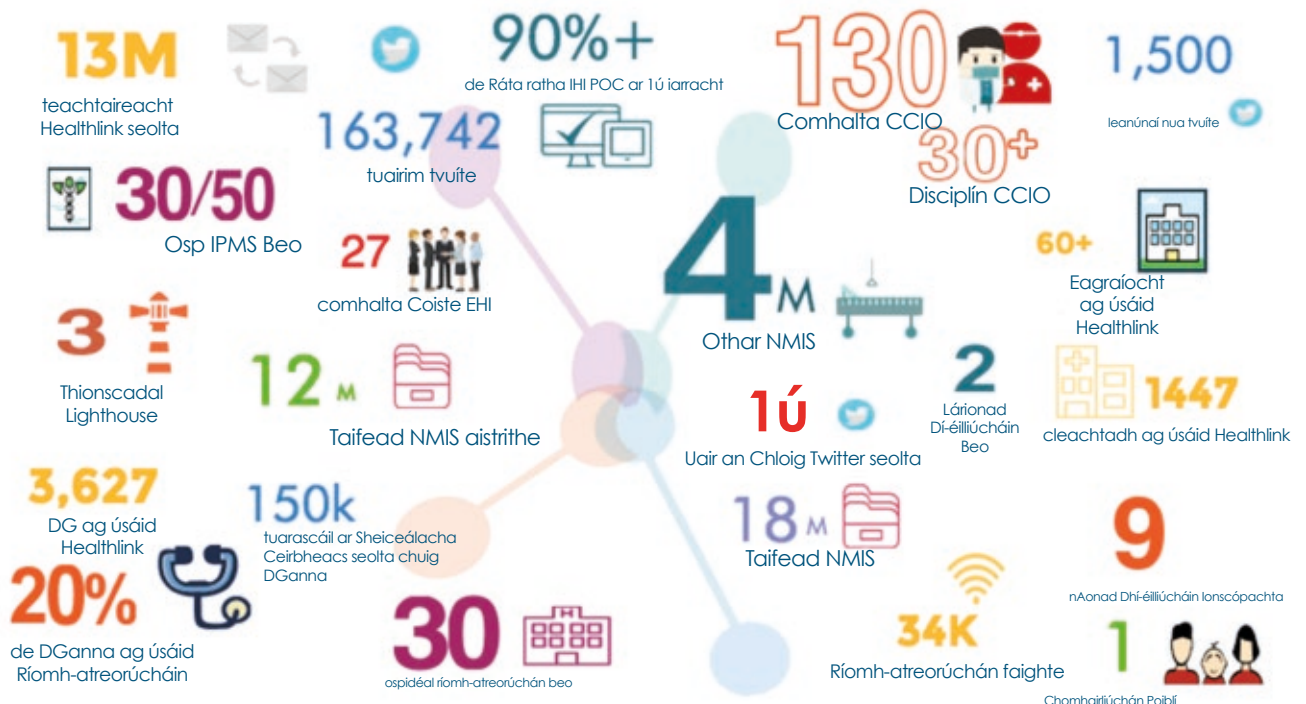 13M
teachtaireacht
Healthlink seolta
90%+
de Ráta ratha IHI POC ar 1ú iarracht
163,742
tuairim tvuíte
130
Comhalta CCIO
30+
Disciplín CCIO
1,500
leanúnaí nua tvuíte
30/50
Osp IPMS Beo
27
comhalta Coiste EHI
4M
Othar NMIS
60+
Eagraíocht
ag úsáid
Healthlink
3
Thionscadal
Lighthouse
12 M
Taifead NMIS aistrithe
1ú
Uair an Chloig Twitter seolta
2
Lárionad
Dí-éilliúcháin
Beo
1447
cleachtadh ag úsáid Healthlink
3,627
DG ag úsáid
Healthlink
150k
tuarascáil ar Sheiceálacha
Ceirbheacs seolta chuig
DGanna
18 M
Taifead NMIS
9
nAonad Dhí-éilliúcháin Ionscópachta
20%
de DGanna ag úsáid
Ríomh-atreorúcháin
30
H
ospidéal ríomh-atreorúchán beo
34K
Ríomh-atreorúchán faighte
1
Chomhairliúchán Poiblí